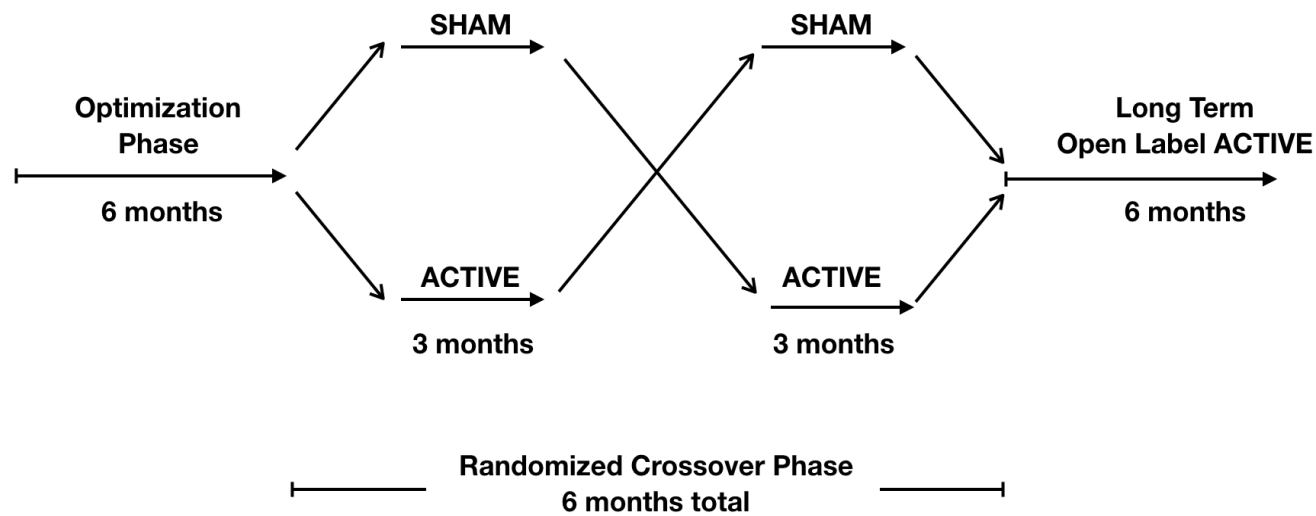 SHAM
SHAM
Optimization
Phase
6 months
Long Term
Open Label ACTIVE
6 months
ACTIVE
3 months
ACTIVE
3 months
Randomized Crossover Phase
6 months total